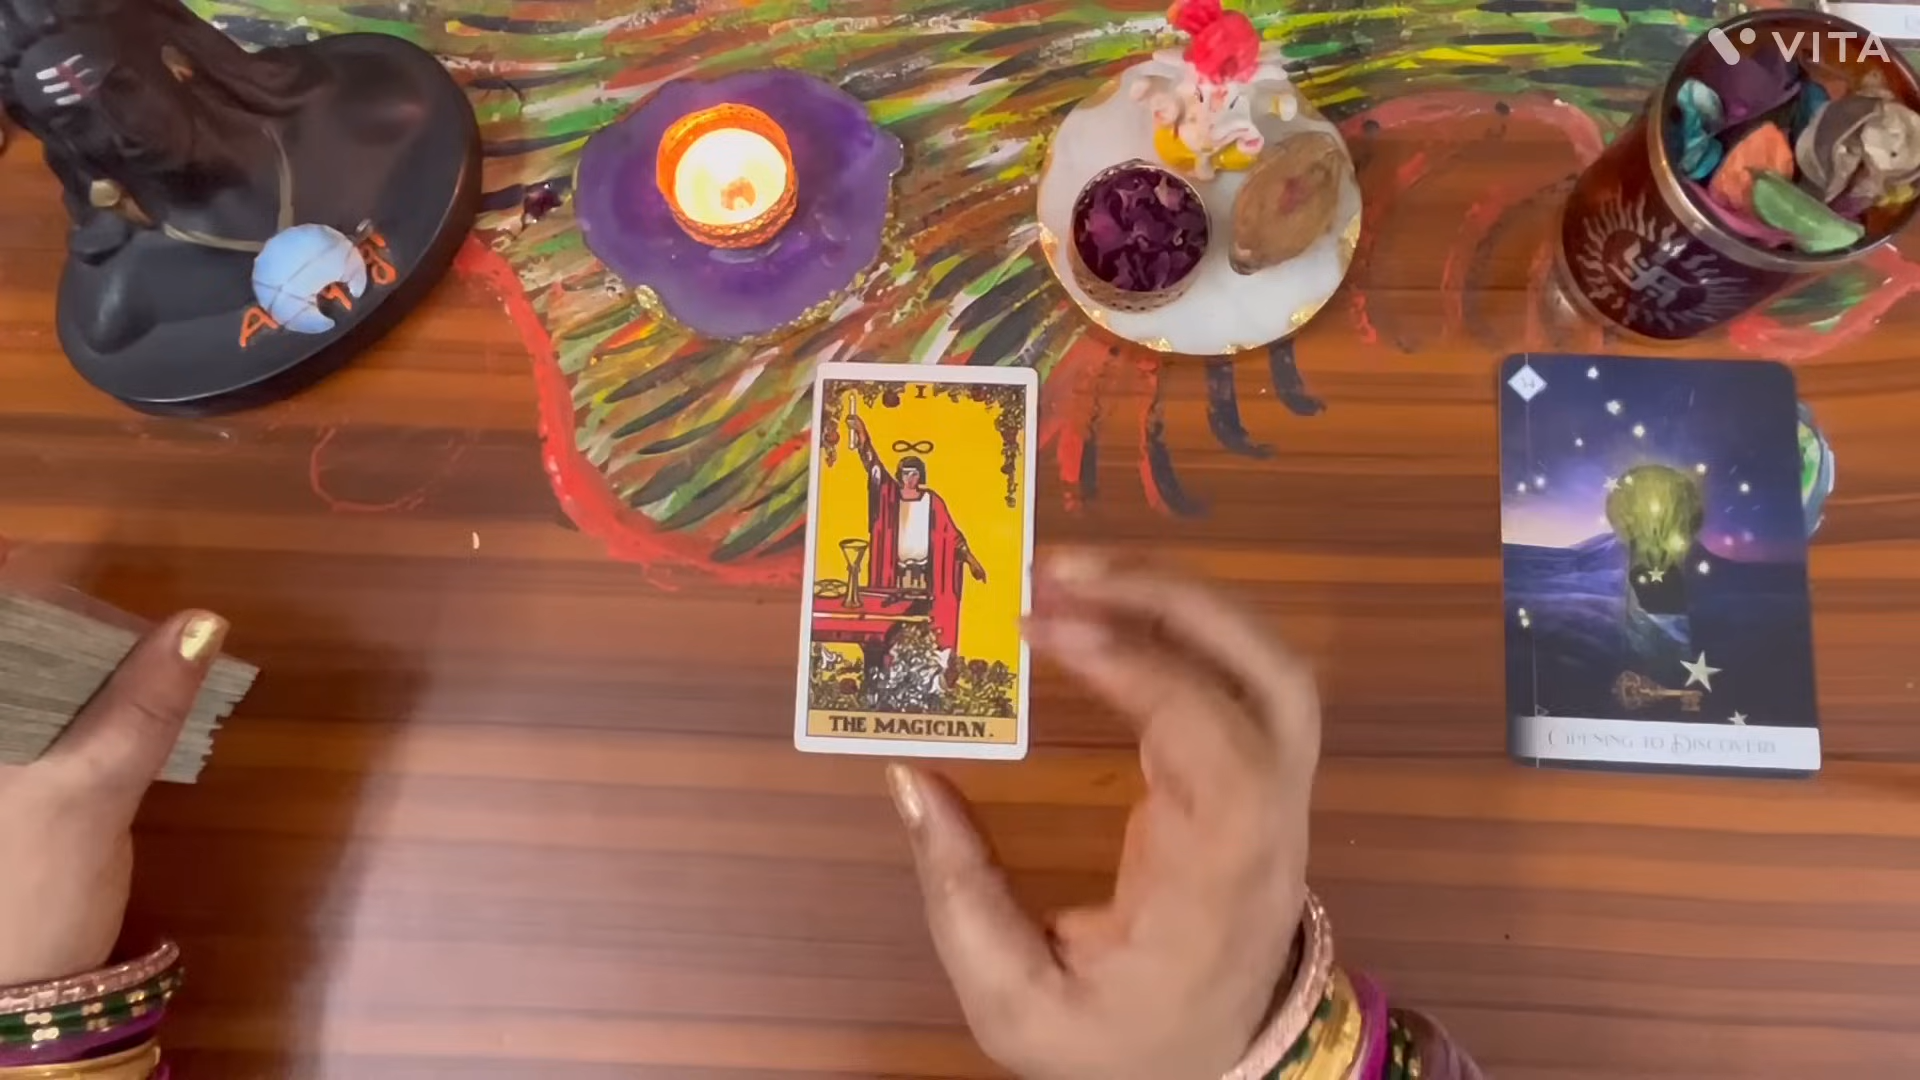 VITA
I
THE MAGICIAN.
OPENING TO DISCOVERY